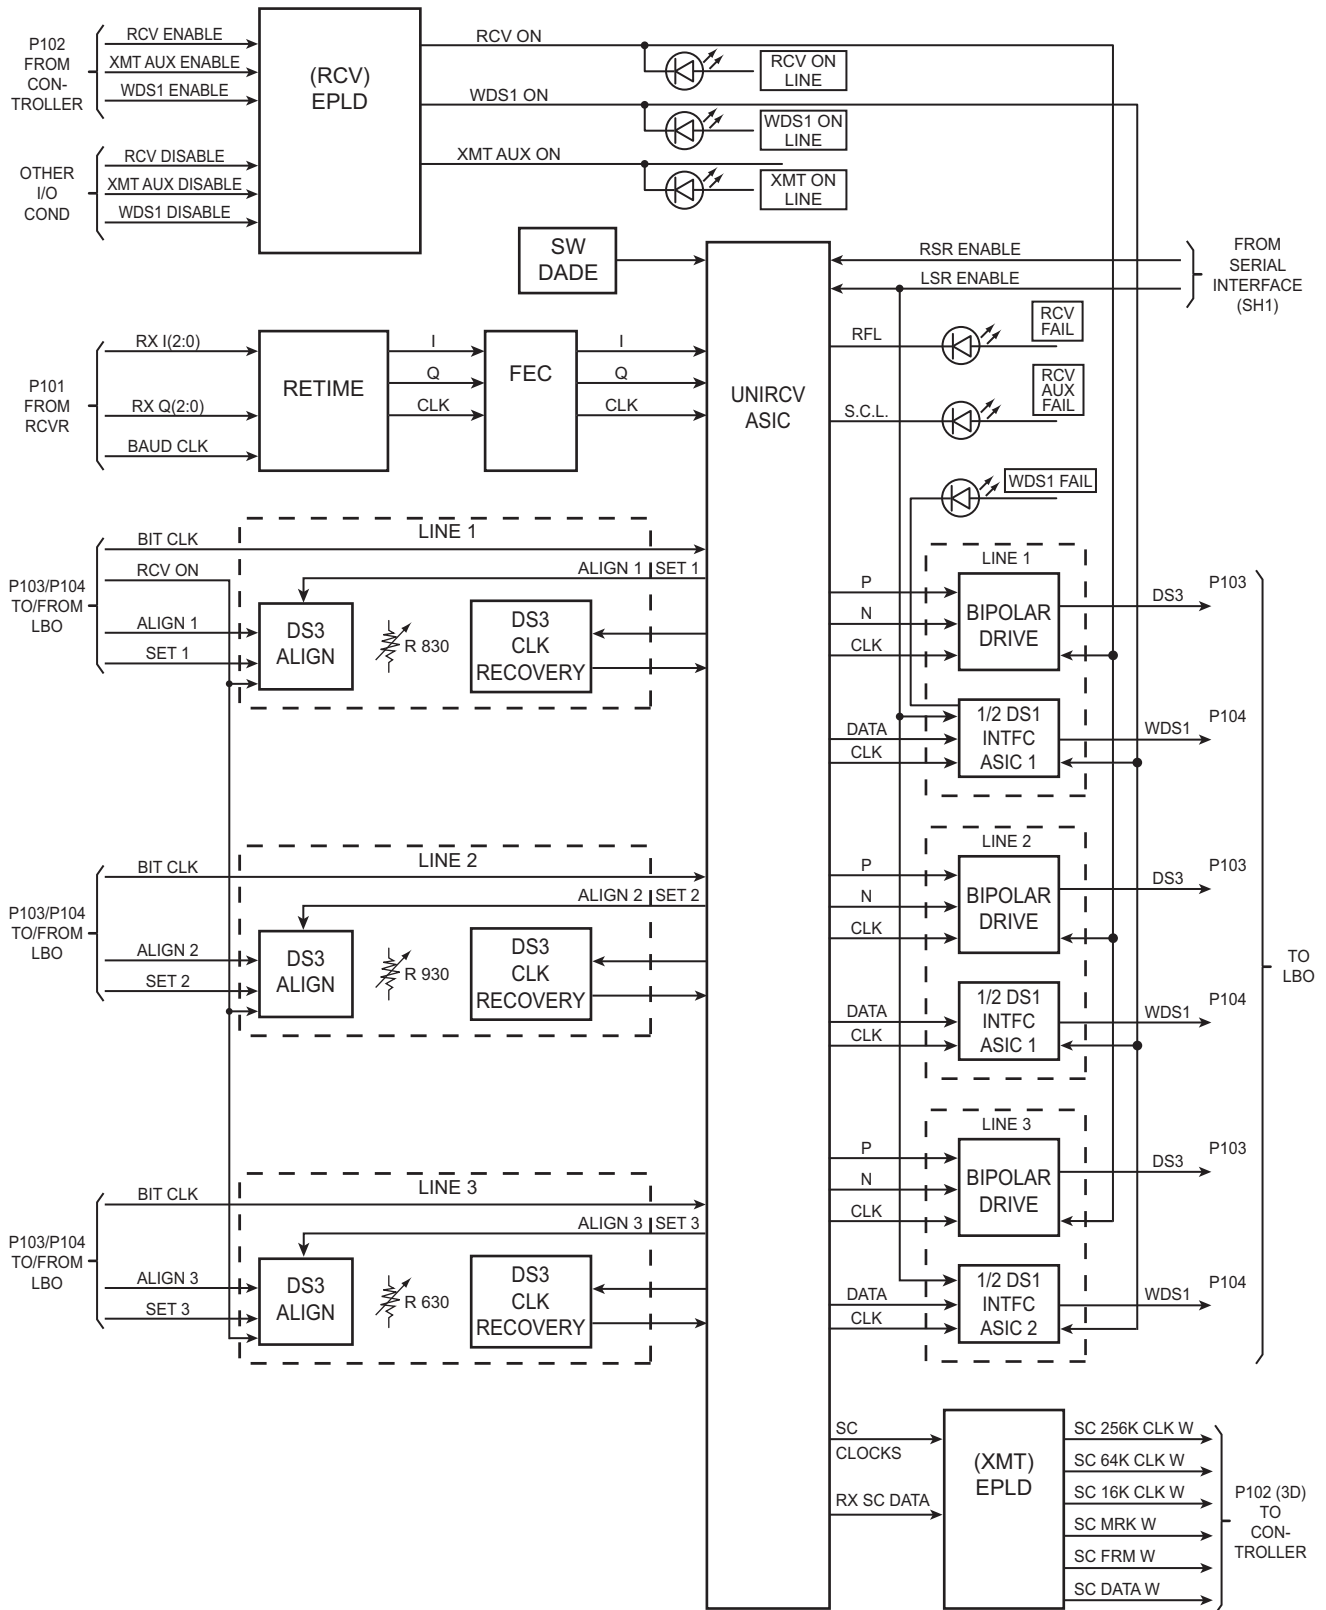 P102
FROM
CON-
TROLLER
RCV ENABLE
XMT AUX ENABLE
WDS1 ENABLE
OTHER
I/O
COND
RCV DISABLE
XMT AUX DISABLE
WDS1 DISABLE
(RCV)
EPLD
RCV ON
WDS1 ON
XMT AUX ON
RCV ON
LINE
WDS1 ON
LINE
XMT ON
LINE
SW
DADE
RSR ENABLE
LSR ENABLE
FROM
SERIAL
INTERFACE
(SH1)
P101
FROM
RCVR
RX I(2:0)
RX Q(2:0)
BAUD CLK
RETIME
I
Q
CLK
FEC
I
Q
CLK
UNIRCV
ASIC
RFL
RCV
FAIL
S.C.L.
RCV
AUX
FAIL
WDS1 FAIL
P103/P104
TO/FROM
LBO
BIT CLK
RCV ON
ALIGN 1
SET 1
LINE 1
ALIGN 1 SET 1
DS3
ALIGN
R 830
DS3
CLK
RECOVERY
P
N
CLK
DATA
CLK
LINE 1
BIPOLAR
DRIVE
1/2 DS1
INTFC
ASIC 1
DS3
P103
WDS1
P104
P103/P104
TO/FROM
LBO
BIT CLK
ALIGN 2
SET 2
LINE 2
ALIGN 2 SET 2
DS3
ALIGN
R 930
DS3
CLK
RECOVERY
P
N
CLK
DATA
CLK
LINE 2
BIPOLAR
DRIVE
1/2 DS1
INTFC
ASIC 1
DS3
P103
WDS1
P104
TO
LBO
P103/P104
TO/FROM
LBO
BIT CLK
ALIGN 3
SET 3
LINE 3
ALIGN 3 SET 3
DS3
ALIGN
R 630
DS3
CLK
RECOVERY
P
N
CLK
DATA
CLK
LINE 3
BIPOLAR
DRIVE
1/2 DS1
INTFC
ASIC 2
DS3
P103
WDS1
P104
SC
CLOCKS
RX SC DATA
(XMT)
EPLD
SC 256K CLK W
SC 64K CLK W
SC 16K CLK W
SC MRK W
SC FRM W
SC DATA W
P102 (3D)
TO
CON-
TROLLER